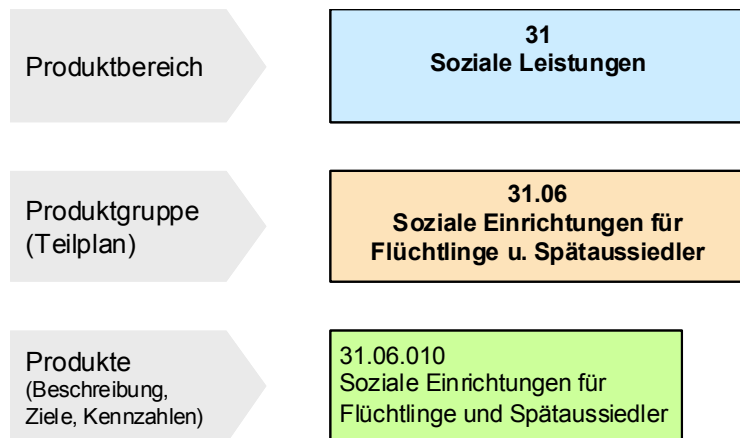 Produktbereich
31
Soziale Leistungen
Produktgruppe
(Teilplan)
31.06
Soziale Einrichtungen für
Flüchtlinge u. Spätaussiedler
Produkte
(Beschreibung,
Ziele, Kennzahlen)
31.06.010
Soziale Einrichtungen für
Flüchtlinge und Spätaussiedler